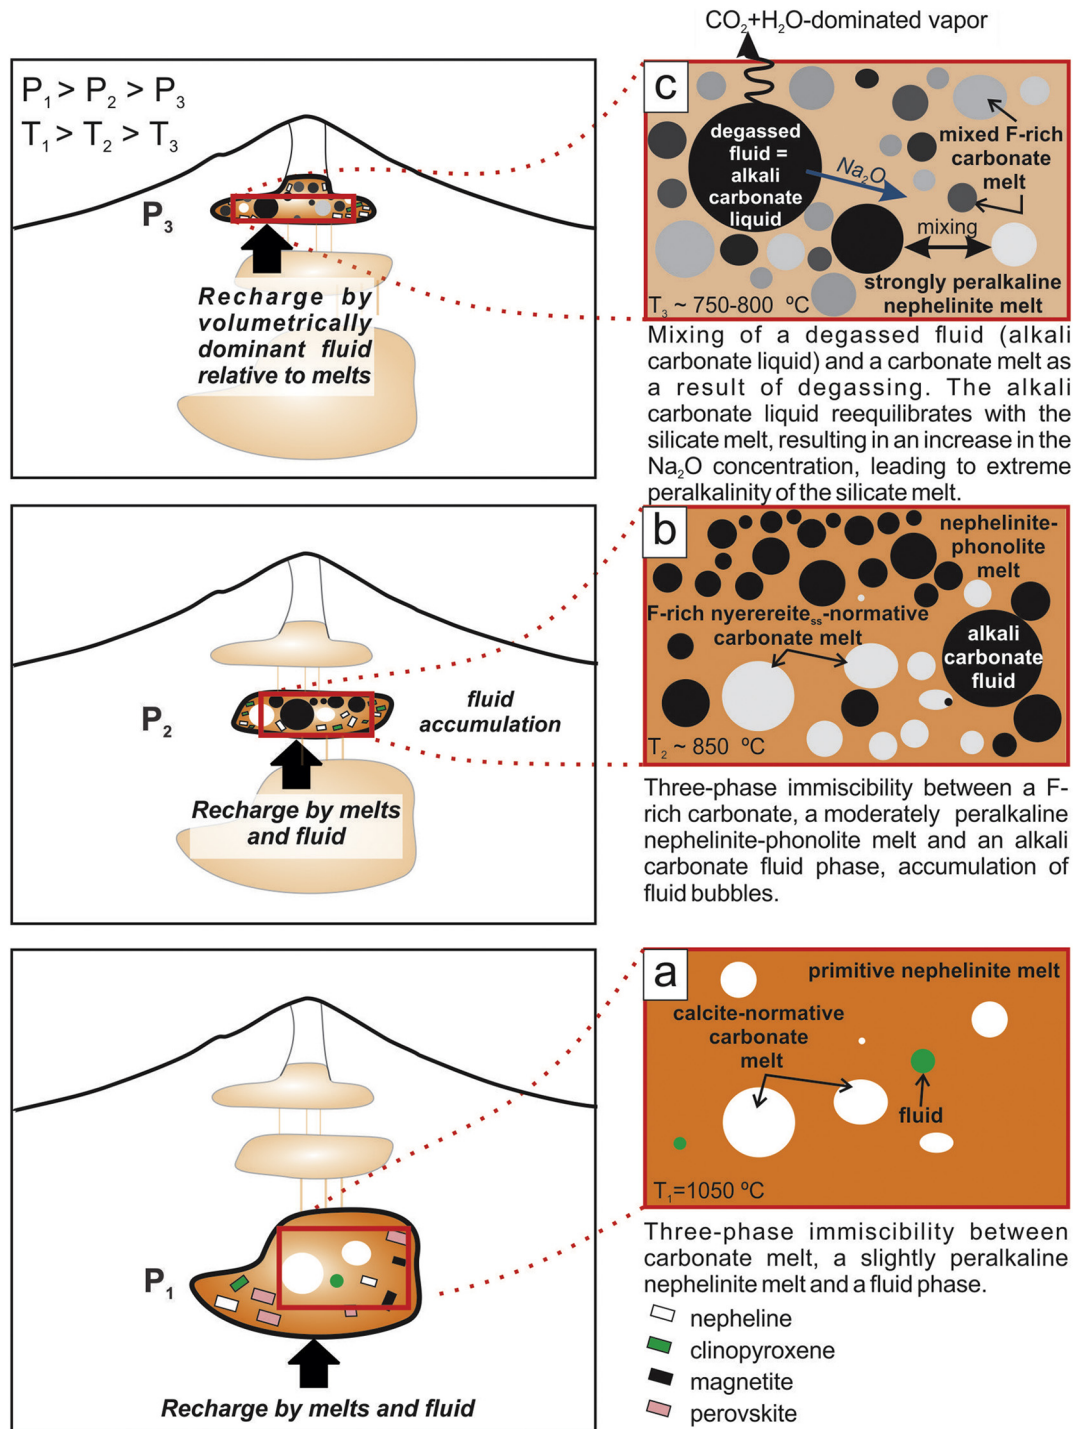 CO₂+H₂O-dominated vapor
P₁ > P₂ > P₃
T₁ > T₂ > T₃
P₃
Recharge by
volumetrically
dominant fluid
relative to melts
c
degassed
fluid =
alkali
carbonate
liquid
Na₂O
mixed F-rich
carbonate
melt
mixing
strongly peralkaline
nephelinite melt
T₃ ~ 750-800 ºC
Mixing of a degassed fluid (alkali
carbonate liquid) and a carbonate melt as
a result of degassing. The alkali
carbonate liquid reequilibrates with the
silicate melt, resulting in an increase in the
Na₂O concentration, leading to extreme
peralkalinity of the silicate melt.
P₂
fluid
accumulation
Recharge by melts
and fluid
b
nephelinite-
phonolite
melt
F-rich nyerereite_ss-normative
carbonate melt
alkali
carbonate
fluid
T₂ ~ 850 ºC
Three-phase immiscibility between a F-
rich carbonate, a moderately peralkaline
nephelinite-phonolite melt and an alkali
carbonate fluid phase, accumulation of
fluid bubbles.
P₁
Recharge by melts and fluid
a
primitive nephelinite melt
calcite-normative
carbonate
melt
fluid
T₁=1050 ºC
Three-phase immiscibility between
carbonate melt, a slightly peralkaline
nephelinite melt and a fluid phase.
nepheline
clinopyroxene
magnetite
perovskite